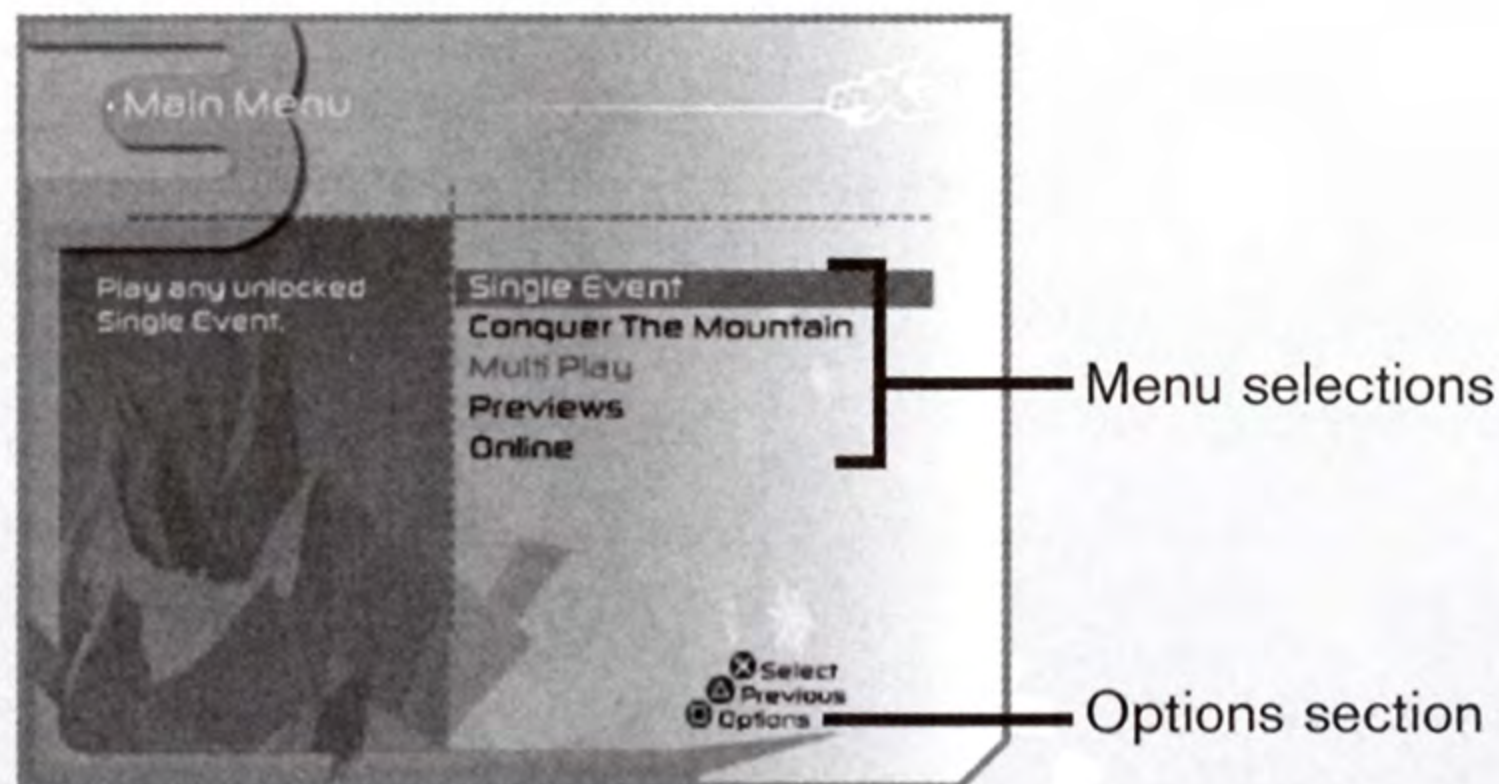 Main Menu
Play any unlocked
Single Event.
Single Event
Conquer The Mountain
Multi Play
Previews
Online
Menu selections
Select
Previous
Options
Options section